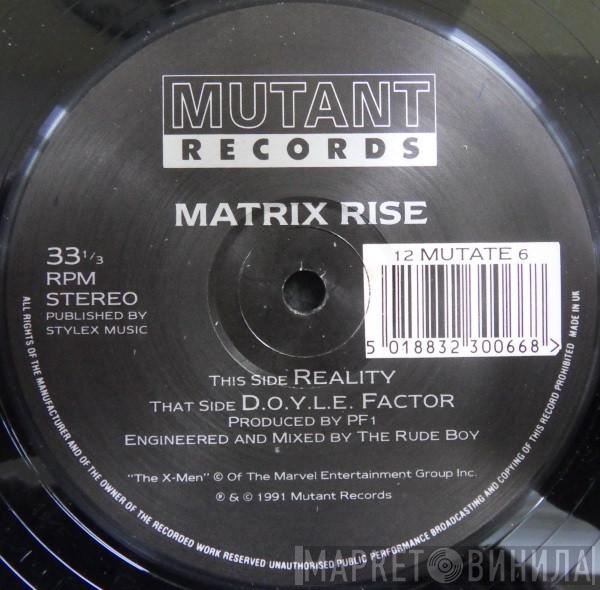 MUTANT
RECORDS
MATRIX RISE
33 1/3
RPM
STEREO
PUBLISHED BY
STYLEX MUSIC
12 MUTATE 6
5 018832 300668 >
THIS SIDE REALITY
THAT SIDE D.O.Y.L.E. FACTOR
PRODUCED BY PF1
ENGINEERED AND MIXED BY THE RUDE BOY
"The X-Men" © Of The Marvel Entertainment Group Inc.
℗ & © 1991 Mutant Records
ALL RIGHTS OF THE MANUFACTURER AND OF THE OWNER OF THE RECORDED WORK RESERVED UNAUTHORISED PUBLIC PERFORMANCE BROADCASTING AND COPYING OF THIS RECORD PROHIBITED MADE IN UK
МАРКЕТ ВИНИЛА